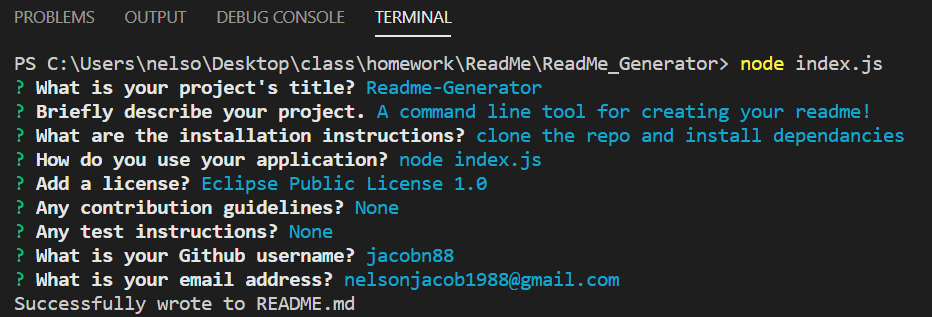 PROBLEMS OUTPUT DEBUG CONSOLE TERMINAL
PS C:\Users\nelso\Desktop\class\homework\ReadMe\ReadMe_Generator> node index.js
? What is your project's title? Readme-Generator
? Briefly describe your project. A command line tool for creating your readme!
? What are the installation instructions? clone the repo and install dependancies
? How do you use your application? node index.js
? Add a license? Eclipse Public License 1.0
? Any contribution guidelines? None
? Any test instructions? None
? What is your Github username? jacobn88
? What is your email address? nelsonjacob1988@gmail.com
Successfully wrote to README.md